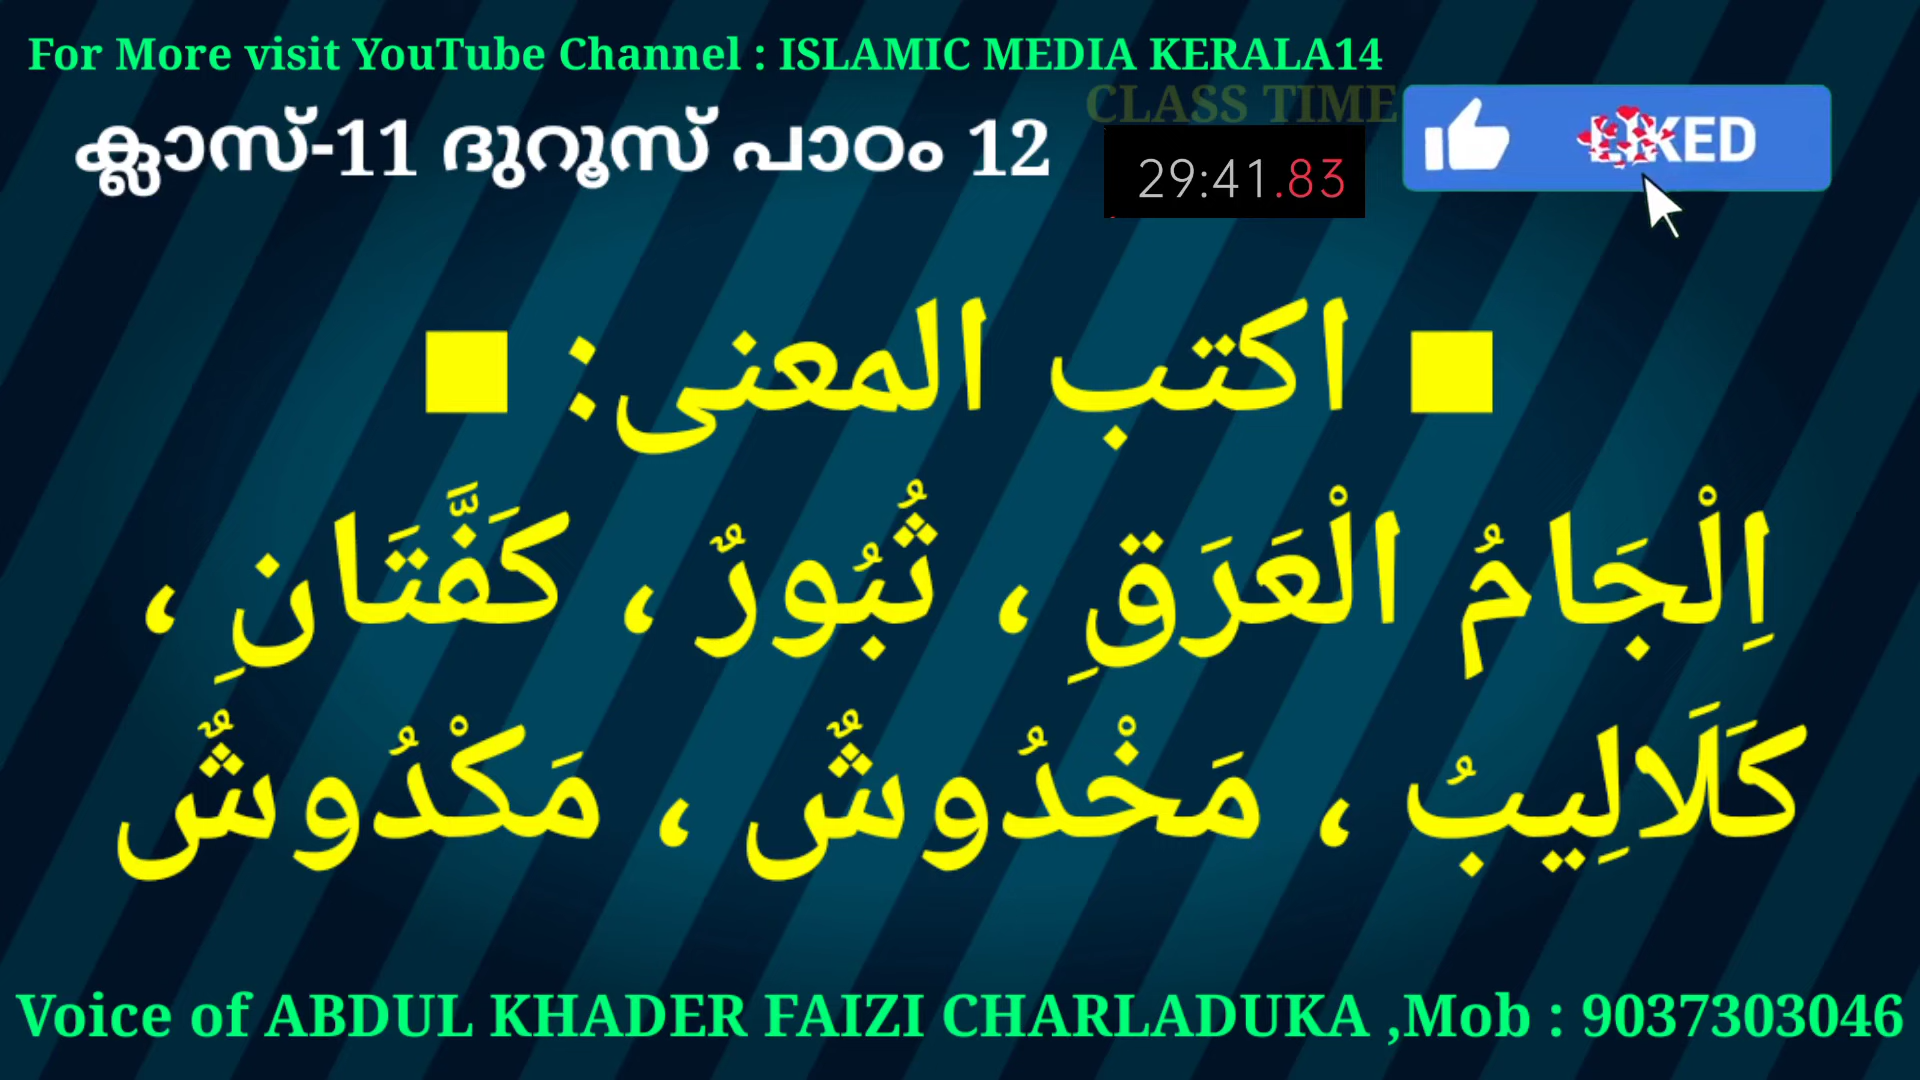 For More visit YouTube Channel : ISLAMIC MEDIA KERALA14
CLASS TIME
ക്ലാസ്-11 ദുറൂസ് പാഠം 12
29:41.83
■ اكتب المعنى: ■
اِلْجَامُ الْعَرَقِ ، ثُبُورٌ ، كَفَّتَانِ ،
كَلَالِيبُ ، مَخْدُوشٌ ، مَكْدُوشٌ
Voice of ABDUL KHADER FAIZI CHARLADUKA ,Mob : 9037303046